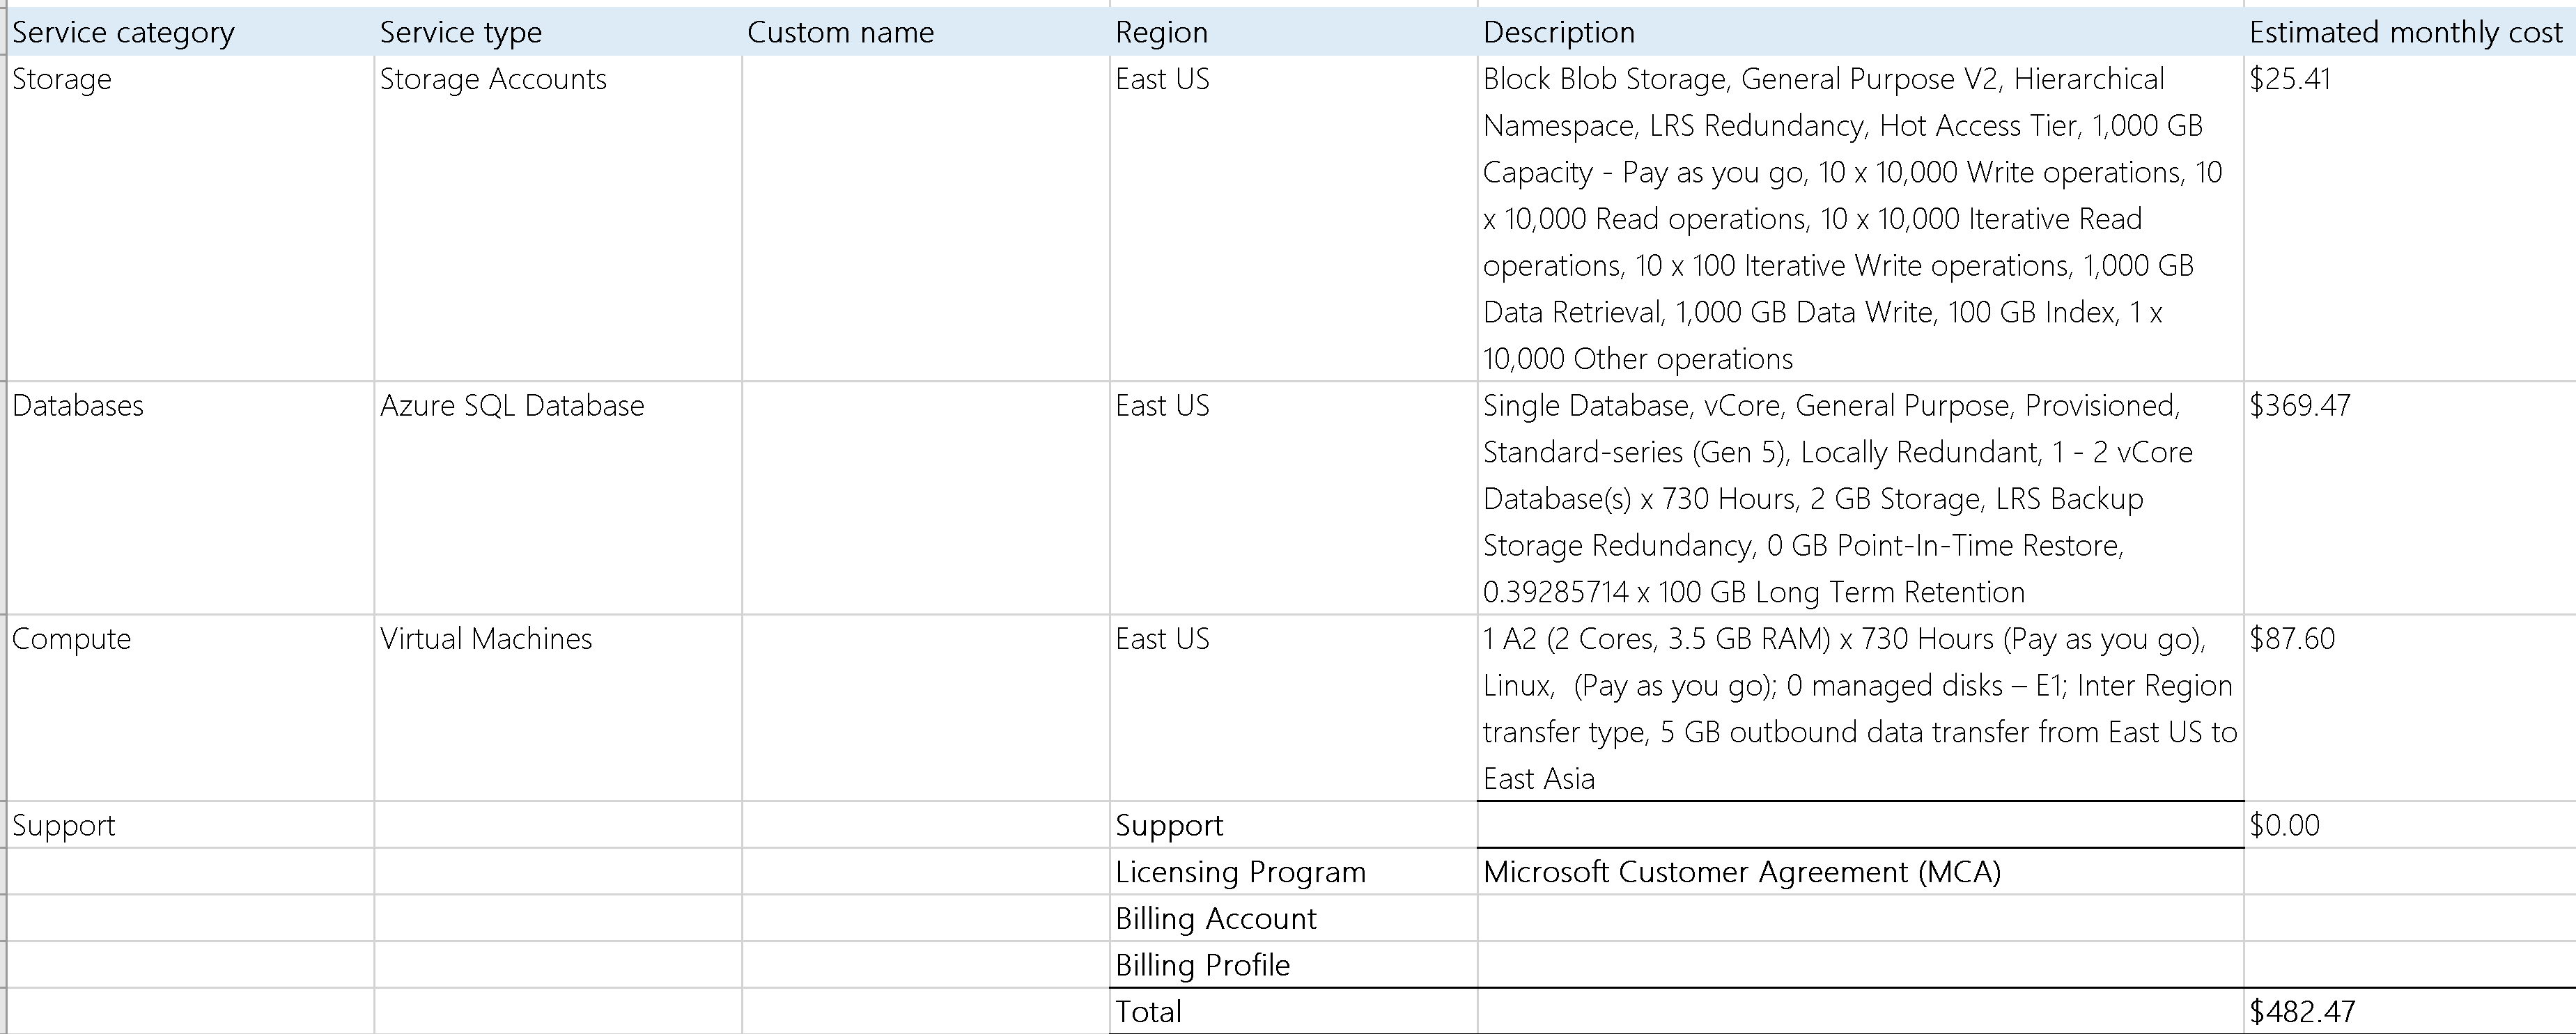 Service category Service type Custom name Region Description Estimated monthly cost
Storage Storage Accounts East US Block Blob Storage, General Purpose V2, Hierarchical $25.41
Namespace, LRS Redundancy, Hot Access Tier, 1,000 GB
Capacity - Pay as you go, 10 x 10,000 Write operations, 10
x 10,000 Read operations, 10 x 10,000 Iterative Read
operations, 10 x 100 Iterative Write operations, 1,000 GB
Data Retrieval, 1,000 GB Data Write, 100 GB Index, 1 x
10,000 Other operations
Databases Azure SQL Database East US Single Database, vCore, General Purpose, Provisioned, $369.47
Standard-series (Gen 5), Locally Redundant, 1 - 2 vCore
Database(s) x 730 Hours, 2 GB Storage, LRS Backup
Storage Redundancy, 0 GB Point-In-Time Restore,
0.39285714 x 100 GB Long Term Retention
Compute Virtual Machines East US 1 A2 (2 Cores, 3.5 GB RAM) x 730 Hours (Pay as you go), $87.60
Linux,  (Pay as you go); 0 managed disks – E1; Inter Region
transfer type, 5 GB outbound data transfer from East US to
East Asia
Support Support $0.00
Licensing Program Microsoft Customer Agreement (MCA)
Billing Account
Billing Profile
Total $482.47